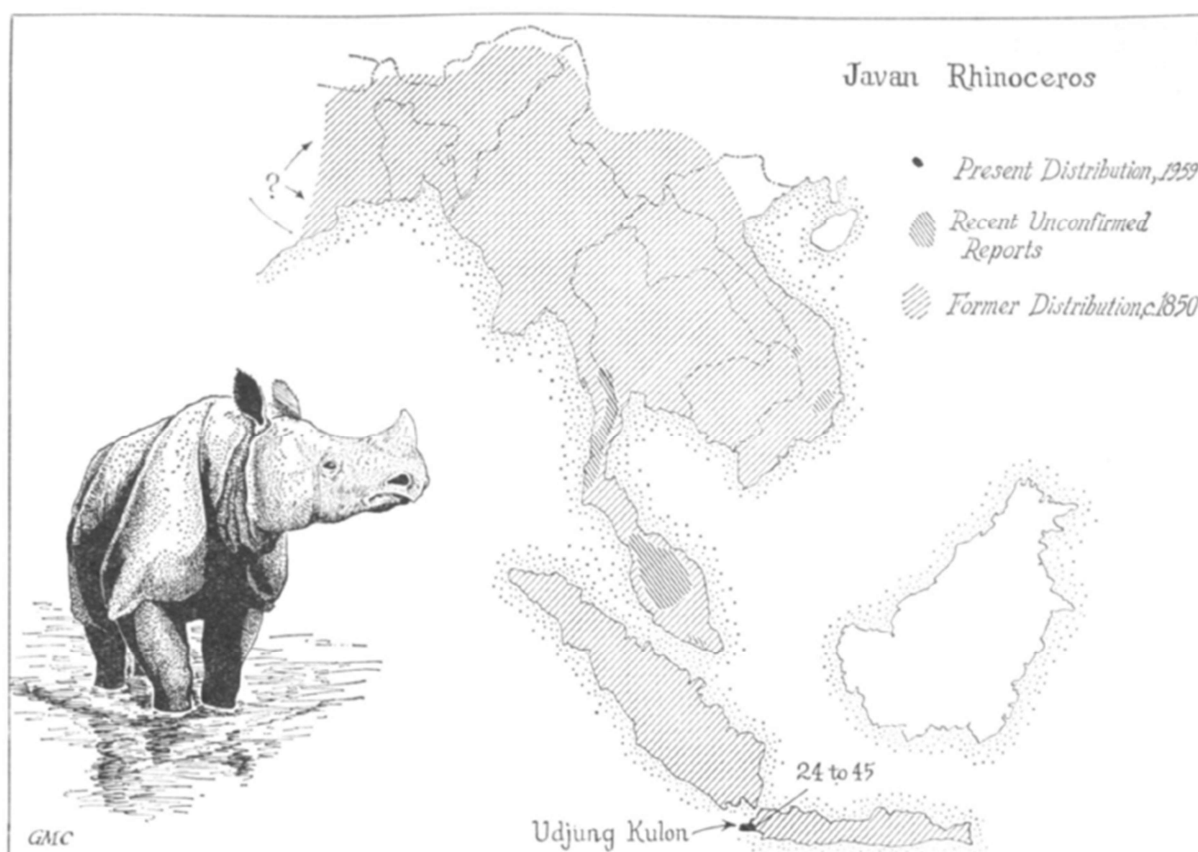 Javan Rhinoceros
Present Distribution, 1959
Recent Unconfirmed
Reports
Former Distribution, c.1850
?
24 to 45
Udjung Kulon
GMC